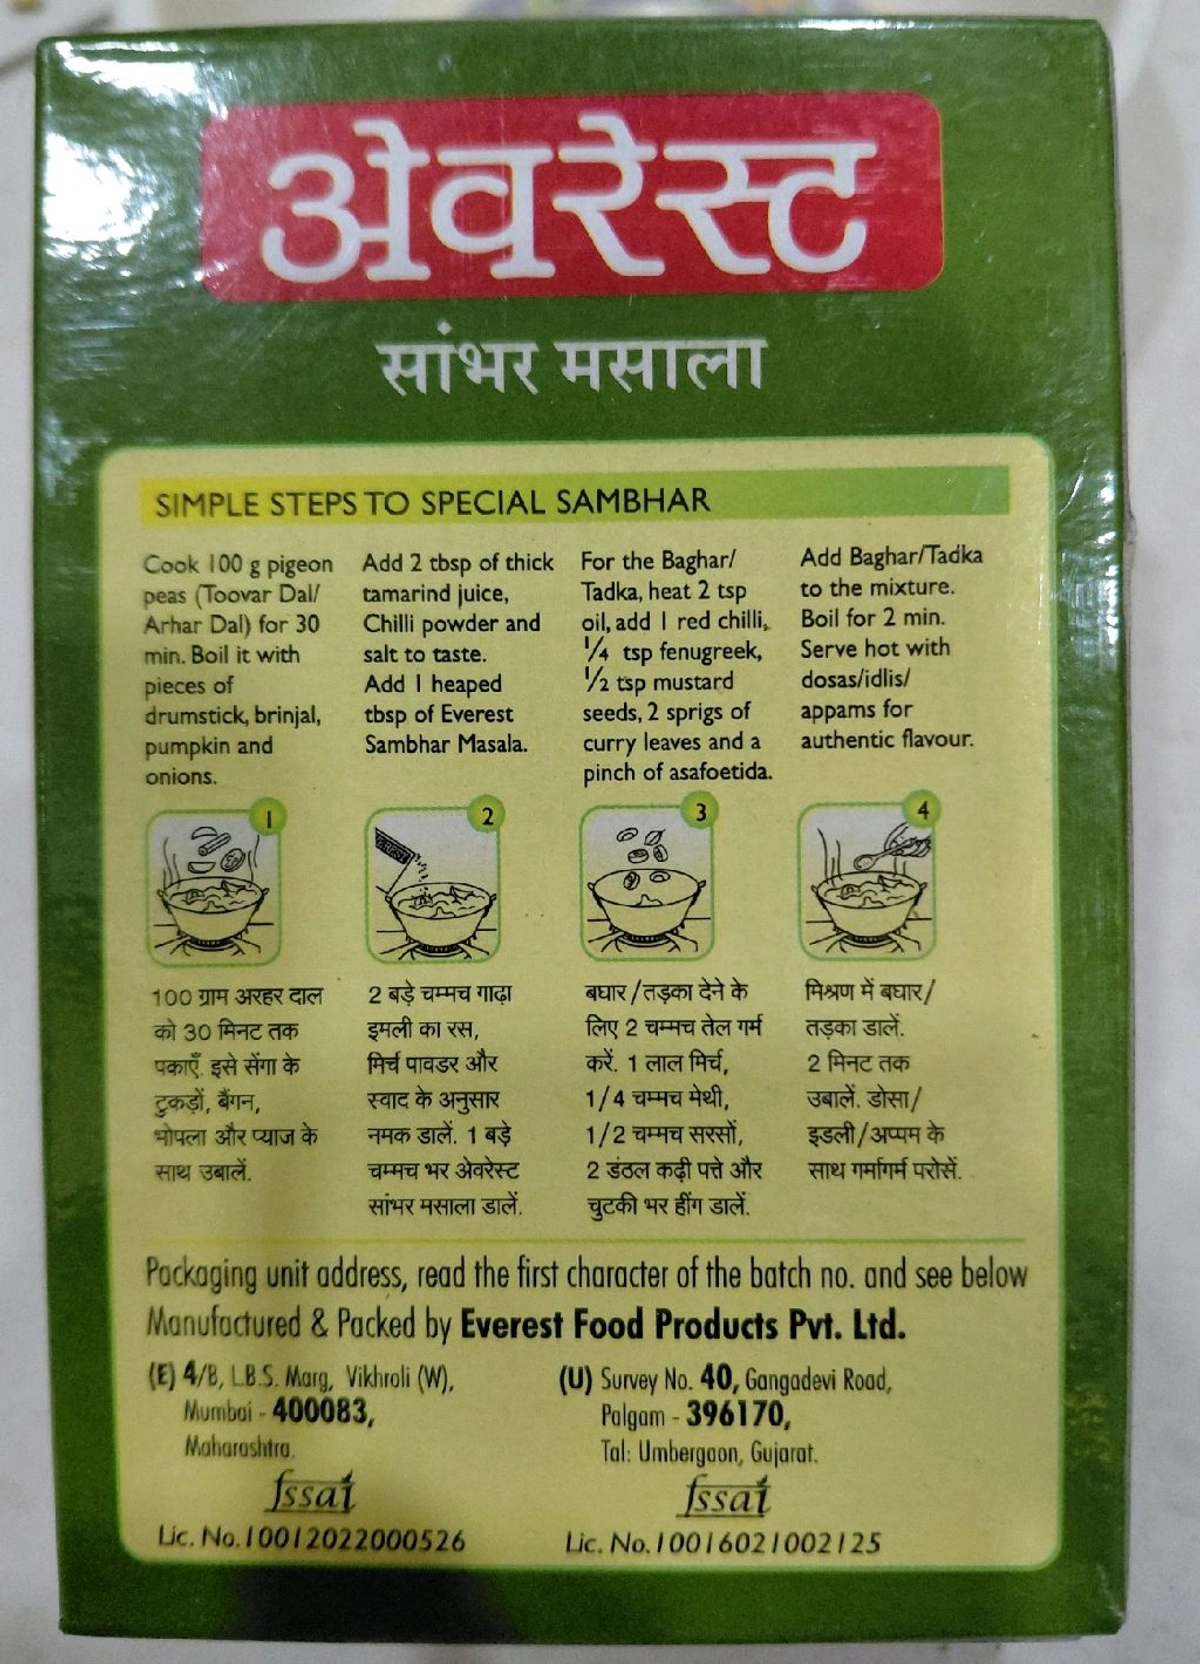 अेवरेस्ट
सांभर मसाला
SIMPLE STEPS TO SPECIAL SAMBHAR
Cook 100 g pigeon
peas (Toovar Dal/
Arhar Dal) for 30
min. Boil it with
pieces of
drumstick, brinjal,
pumpkin and
onions.
Add 2 tbsp of thick
tamarind juice,
Chilli powder and
salt to taste.
Add 1 heaped
tbsp of Everest
Sambhar Masala.
For the Baghar/
Tadka, heat 2 tsp
oil, add 1 red chilli,
1/4 tsp fenugreek,
1/2 tsp mustard
seeds, 2 sprigs of
curry leaves and a
pinch of asafoetida.
Add Baghar/Tadka
to the mixture.
Boil for 2 min.
Serve hot with
dosas/idlis/
appams for
authentic flavour.
1
2
3
4
100 ग्राम अरहर दाल
को 30 मिनट तक
पकाएँ. इसे सेंगा के
टुकड़ों, बैंगन,
भोपला और प्याज के
साथ उबालें.
2 बड़े चम्मच गाढ़ा
इमली का रस,
मिर्च पावडर और
स्वाद के अनुसार
नमक डालें. 1 बड़े
चम्मच भर अेवरेस्ट
सांभर मसाला डालें.
बघार/तड़का देने के
लिए 2 चम्मच तेल गर्म
करें. 1 लाल मिर्च,
1/4 चम्मच मेथी,
1/2 चम्मच सरसों,
2 डंठल कढ़ी पत्ते और
चुटकी भर हींग डालें.
मिश्रण में बघार/
तड़का डालें.
2 मिनट तक
उबालें. डोसा/
इडली/अप्पम के
साथ गर्मागर्म परोसें.
Packaging unit address, read the first character of the batch no. and see below
Manufactured & Packed by Everest Food Products Pvt. Ltd.
(E) 4/B, L.B.S. Marg, Vikhroli (W),
Mumbai - 400083,
Maharashtra.
fssai
Lic. No.10012022000526
(U) Survey No. 40, Gangadevi Road,
Palgam - 396170,
Tal: Umbergaon, Gujarat.
fssai
Lic. No.10016021002125